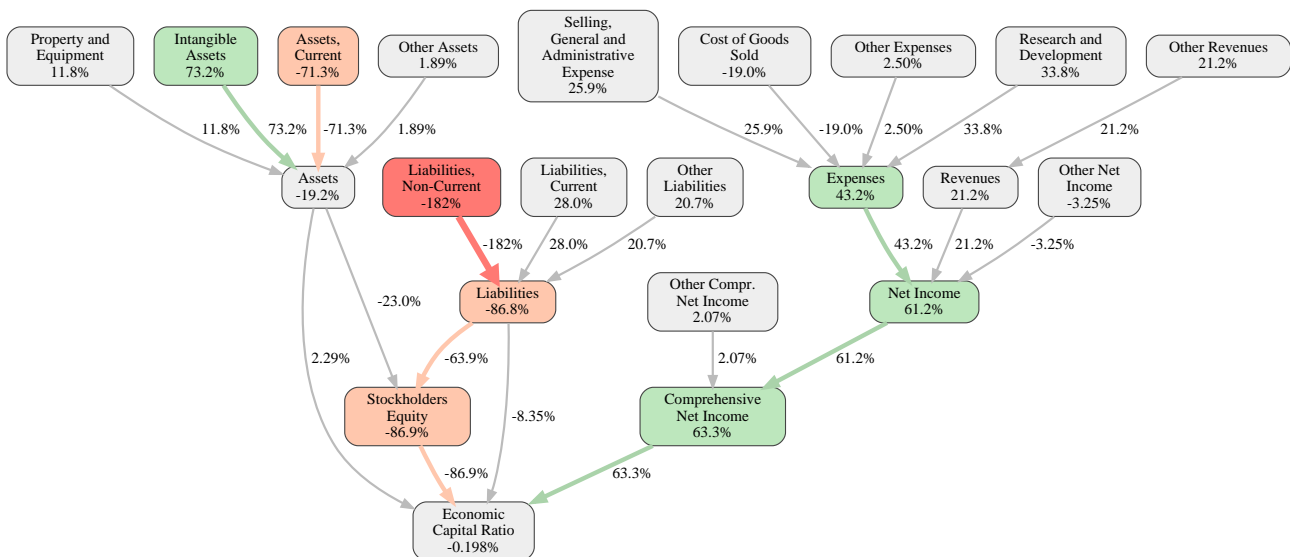 Property and
Equipment
11.8%
Intangible
Assets
73.2%
Assets,
Current
-71.3%
Other Assets
1.89%
Selling,
General and
Administrative
Expense
25.9%
Cost of Goods
Sold
-19.0%
Other Expenses
2.50%
Research and
Development
33.8%
Other Revenues
21.2%
11.8%
73.2%
-71.3%
1.89%
25.9%
-19.0%
2.50%
33.8%
21.2%
Assets
-19.2%
Liabilities,
Non-Current
-182%
Liabilities,
Current
28.0%
Other
Liabilities
20.7%
Expenses
43.2%
Revenues
21.2%
Other Net
Income
-3.25%
-182%
28.0%
20.7%
43.2%
21.2%
-3.25%
-23.0%
Liabilities
-86.8%
Other Compr.
Net Income
2.07%
Net Income
61.2%
2.29%
-63.9%
2.07%
61.2%
Stockholders
Equity
-86.9%
-8.35%
Comprehensive
Net Income
63.3%
-86.9%
63.3%
Economic
Capital Ratio
-0.198%